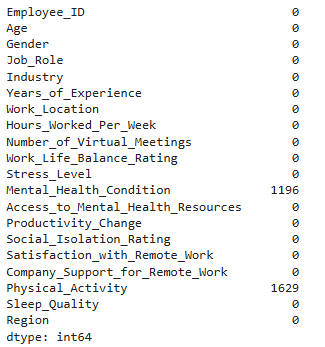 Employee_ID 0
Age 0
Gender 0
Job_Role 0
Industry 0
Years_of_Experience 0
Work_Location 0
Hours_Worked_Per_Week 0
Number_of_Virtual_Meetings 0
Work_Life_Balance_Rating 0
Stress_Level 0
Mental_Health_Condition 1196
Access_to_Mental_Health_Resources 0
Productivity_Change 0
Social_Isolation_Rating 0
Satisfaction_with_Remote_Work 0
Company_Support_for_Remote_Work 0
Physical_Activity 1629
Sleep_Quality 0
Region 0
dtype: int64